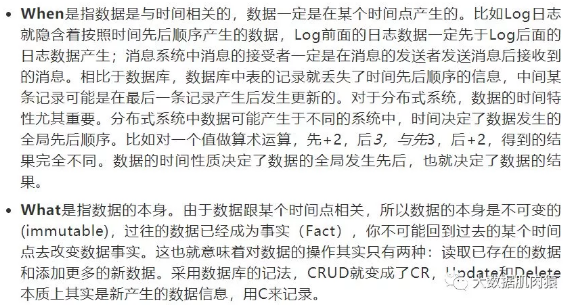 • When是指数据是与时间相关的，数据一定是在某个时间点产生的。比如Log日志
就隐含着按照时间先后顺序产生的数据，Log前面的日志数据一定先于Log后面的
日志数据产生；消息系统中消息的接受者一定是在消息的发送者发送消息后接收到
的消息。相比于数据库，数据库中表的记录就丢失了时间先后顺序的信息，中间某
条记录可能是在最后一条记录产生后发生更新的。对于分布式系统，数据的时间特
性尤其重要。分布式系统中数据可能产生于不同的系统中，时间决定了数据发生的
全局先后顺序。比如对一个值做算术运算，先+2，后3，与先3，后+2，得到的结
果完全不同。数据的时间性质决定了数据的全局发生先后，也就决定了数据的结
果。
• What是指数据的本身。由于数据跟某个时间点相关，所以数据的本身是不可变的
(immutable)，过往的数据已经成为事实（Fact），你不可能回到过去的某个时间
点去改变数据事实。这也就意味着对数据的操作其实只有两种：读取已存在的数据
和添加更多的新数据。采用数据库的记法，CRUD就变成了CR，Update和Delete
本质上其实是新产生的数据信息，用C来记录。
大数据肌肉猿